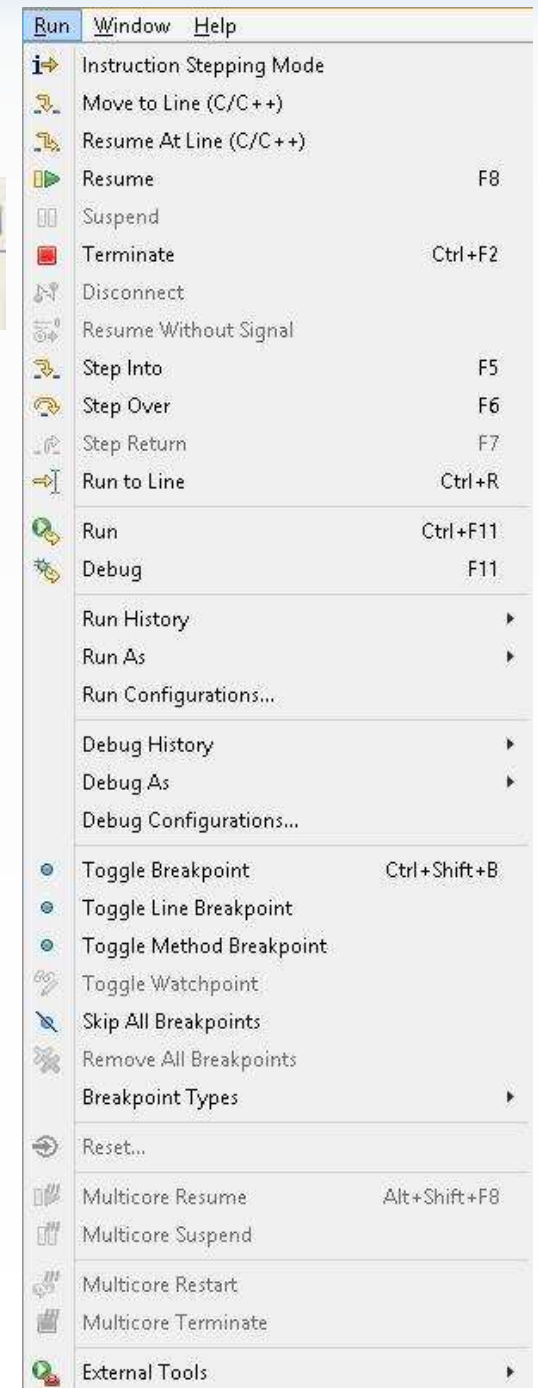 Run Window Help
Instruction Stepping Mode
Move to Line (C/C++)
Resume At Line (C/C++)
Resume F8
Suspend
Terminate Ctrl+F2
Disconnect
Resume Without Signal
Step Into F5
Step Over F6
Step Return F7
Run to Line Ctrl+R
Run Ctrl+F11
Debug F11
Run History
Run As
Run Configurations...
Debug History
Debug As
Debug Configurations...
Toggle Breakpoint Ctrl+Shift+B
Toggle Line Breakpoint
Toggle Method Breakpoint
Toggle Watchpoint
Skip All Breakpoints
Remove All Breakpoints
Breakpoint Types
Reset...
Multicore Resume Alt+Shift+F8
Multicore Suspend
Multicore Restart
Multicore Terminate
External Tools